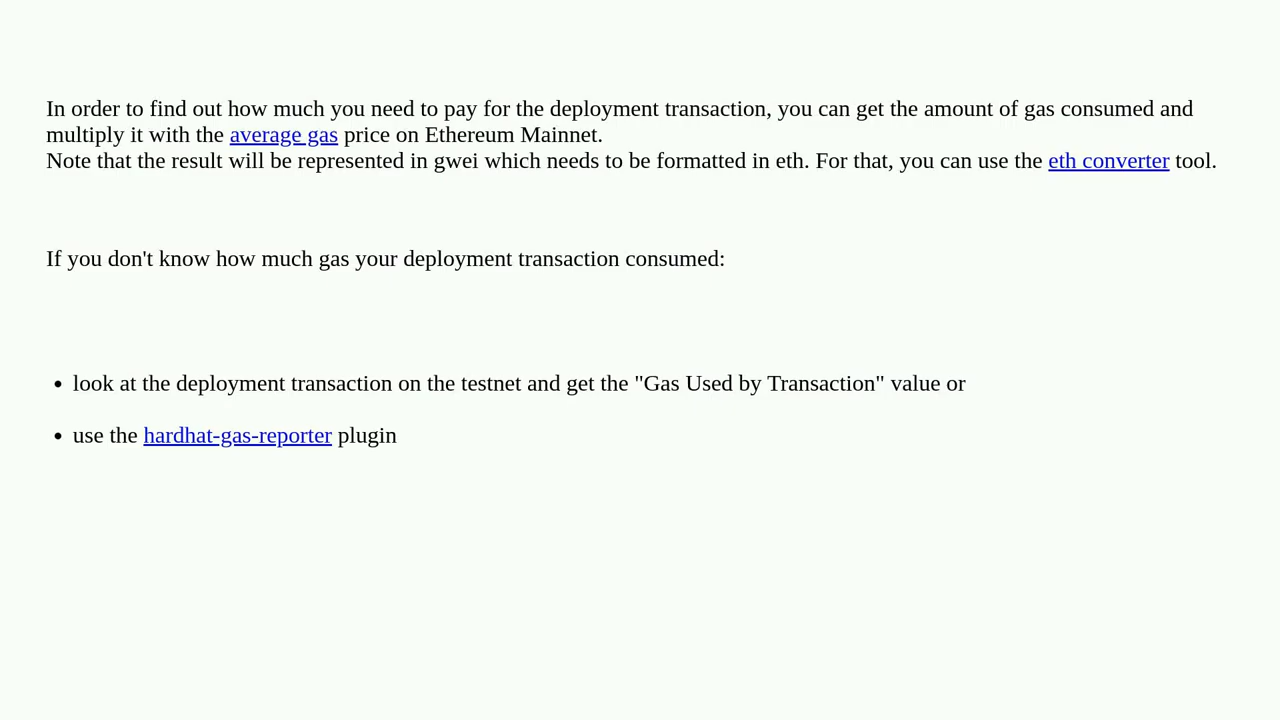 In order to find out how much you need to pay for the deployment transaction, you can get the amount of gas consumed and
multiply it with the average gas price on Ethereum Mainnet.
Note that the result will be represented in gwei which needs to be formatted in eth. For that, you can use the eth converter tool.
If you don't know how much gas your deployment transaction consumed:
• look at the deployment transaction on the testnet and get the "Gas Used by Transaction" value or
• use the hardhat-gas-reporter plugin